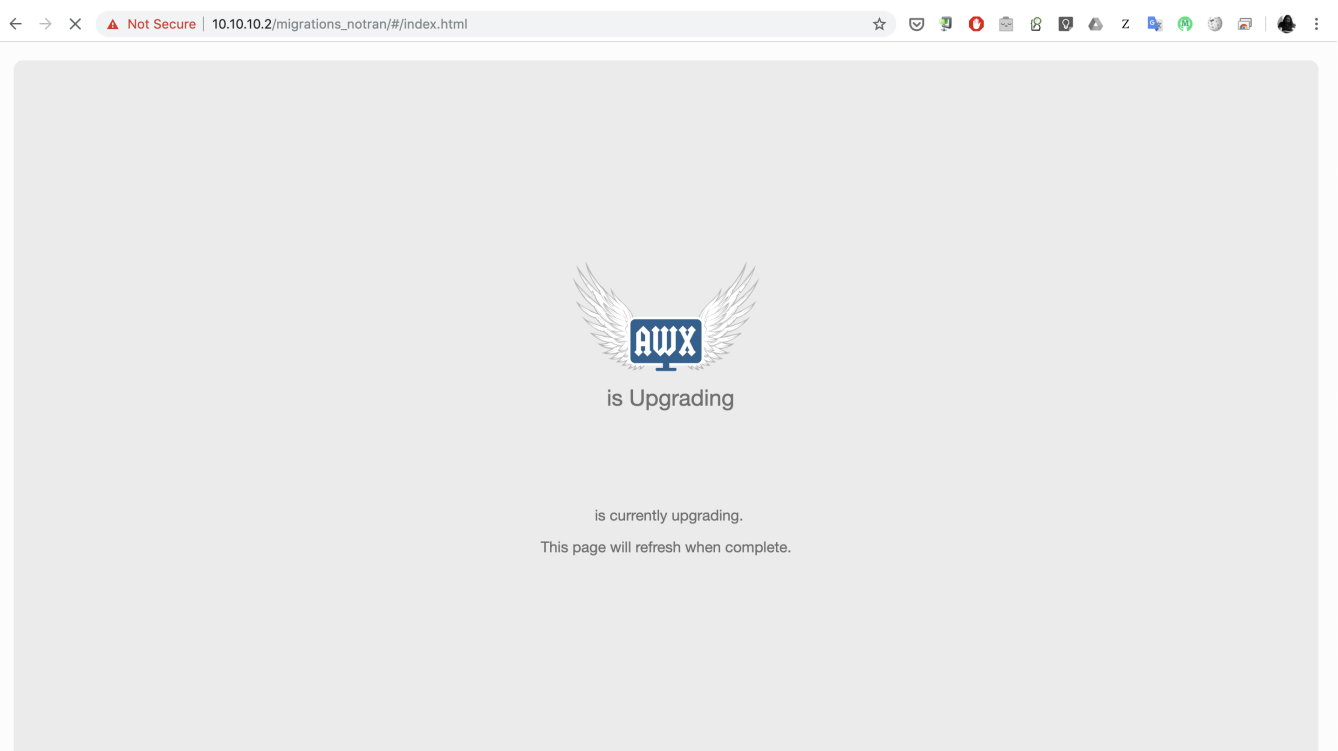 Not Secure 10.10.10.2/migrations_notran/#/index.html
AWX
is Upgrading
is currently upgrading.
This page will refresh when complete.